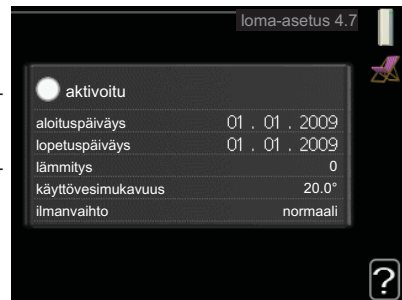 loma-asetus 4.7
aktivoitu
aloituspäiväys 01 . 01 . 2009
lopetuspäiväys 01 . 01 . 2009
lämmitys 0
käyttövesimukavuus 20.0°
ilmanvaihto normaali
?